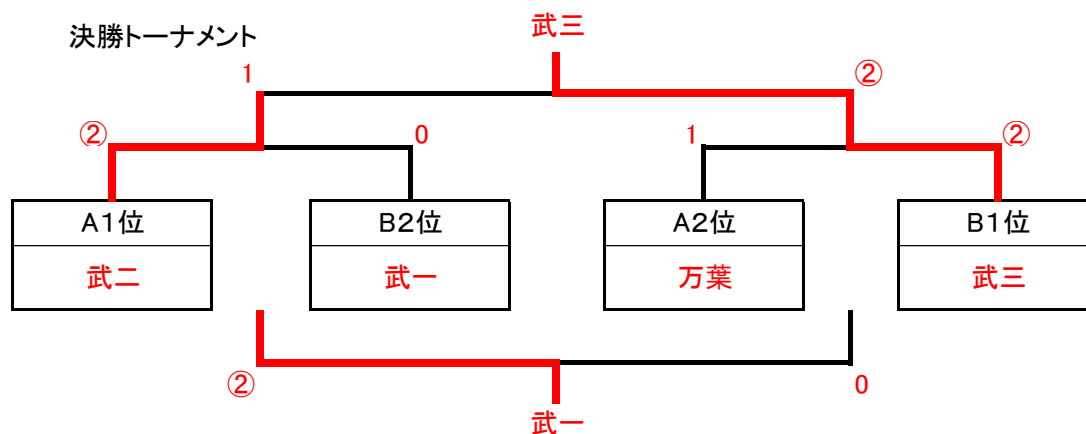 武三
決勝トーナメント
1 ②
② 0 1 ②
A1位 B2位 A2位 B1位
武二 武一 万葉 武三
② 0
武一